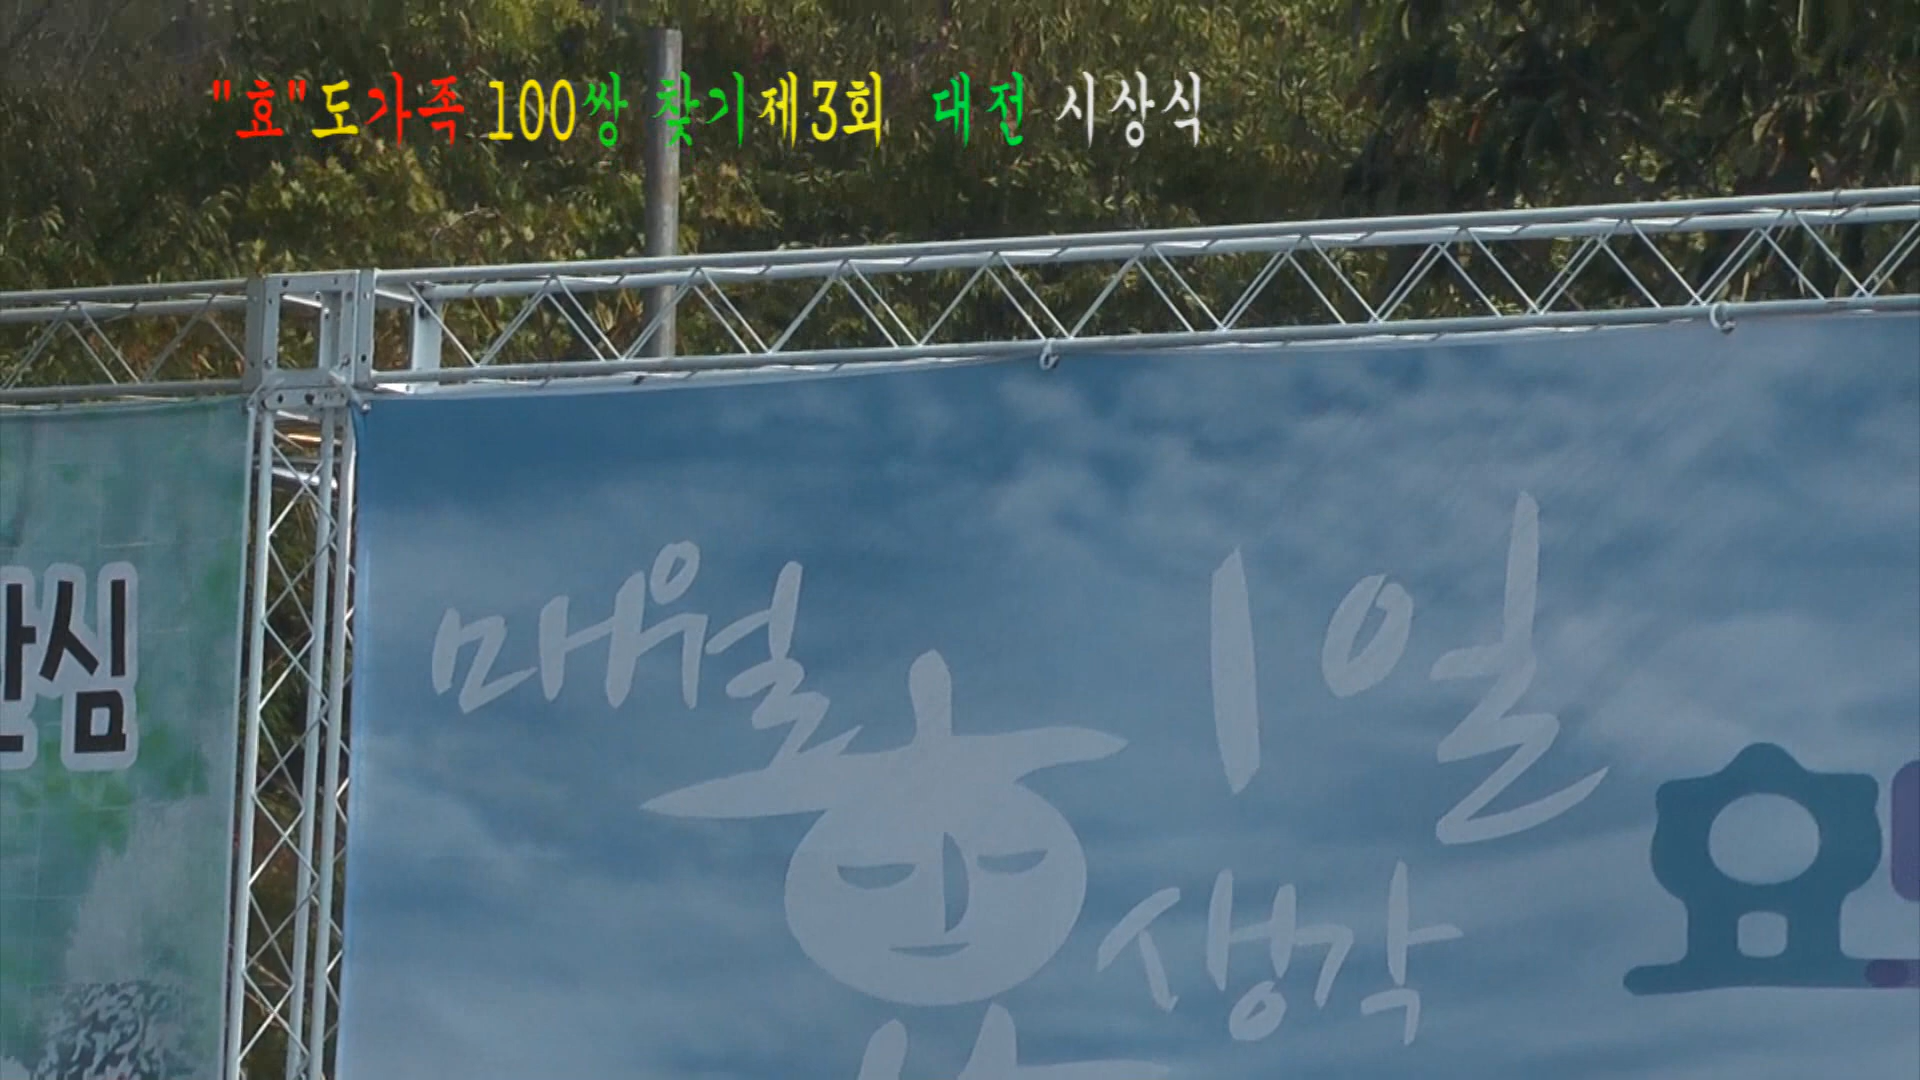 "효"도가족 100쌍 찾기제3회 대전 시상식
매월 1일
효
생각
심